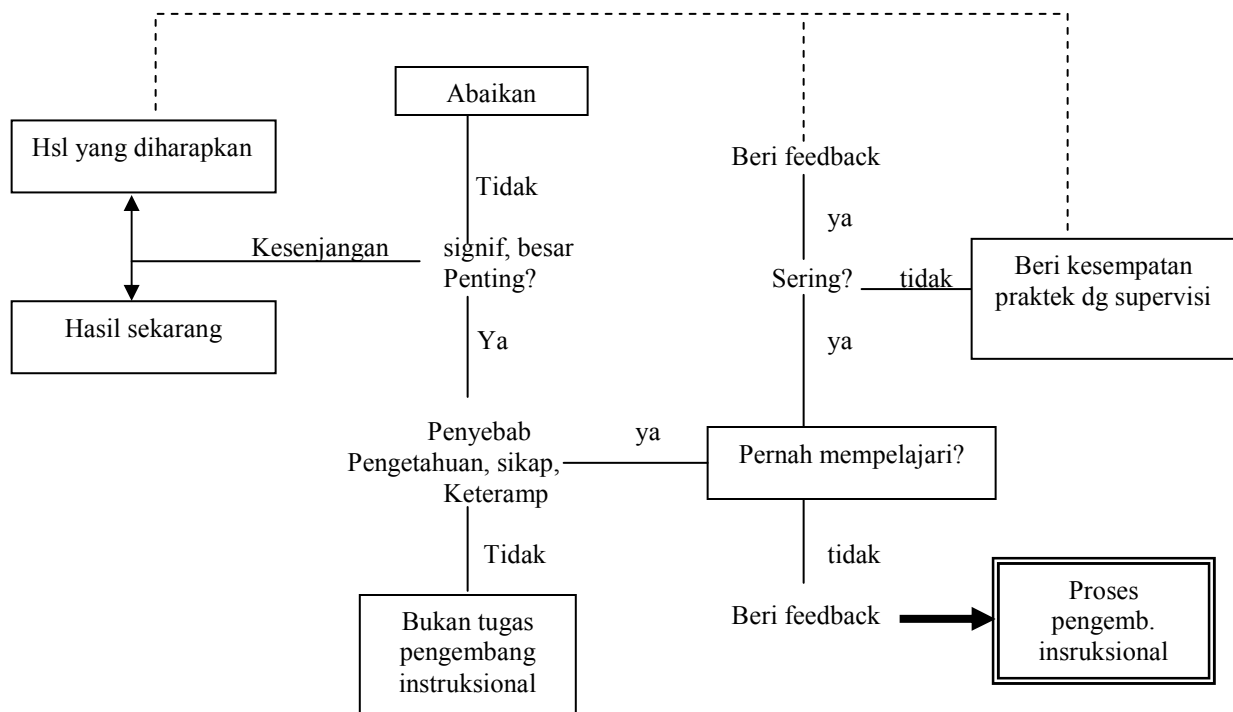 Abaikan
Hsl yang diharapkan
Beri feedback
Tidak
ya
Kesenjangan
signif, besar
Penting?
Sering?
tidak
Beri kesempatan
praktek dg supervisi
Hasil sekarang
Ya
ya
Penyebab
Pengetahuan, sikap,
Keteramp
ya
Pernah mempelajari?
Tidak
tidak
Beri feedback
Proses
pengemb.
insruksional
Bukan tugas
pengembang
instruksional